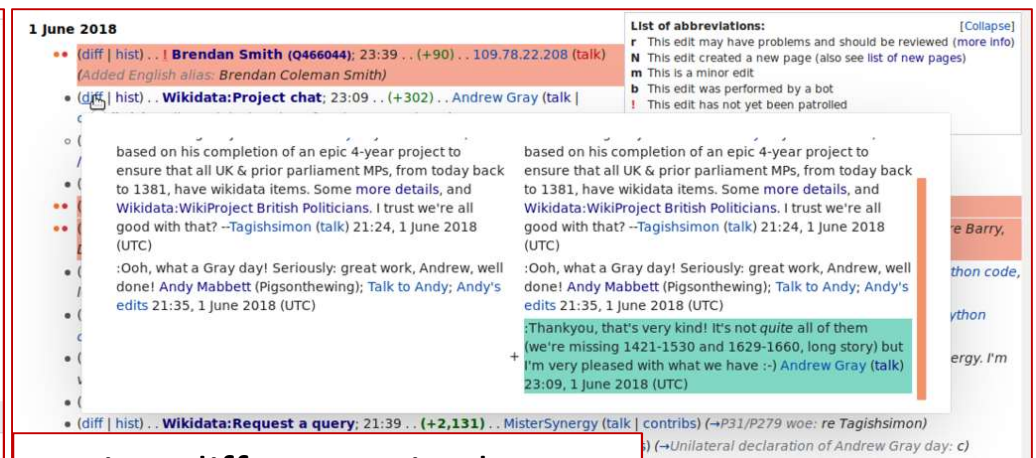 1 June 2018
(diff | hist) . . ! Brendan Smith (Q466044); 23:39 . . (+90) . . 109.78.22.208 (talk)
(Added English alias: Brendan Coleman Smith)
(diff | hist) . . Wikidata:Project chat; 23:09 . . (+302) . . Andrew Gray (talk |
List of abbreviations: [Collapse]
r This edit may have problems and should be reviewed (more info)
N This edit created a new page (also see list of new pages)
m This is a minor edit
b This edit was performed by a bot
! This edit has not yet been patrolled
based on his completion of an epic 4-year project to
ensure that all UK & prior parliament MPs, from today back
to 1381, have wikidata items. Some more details, and
Wikidata:WikiProject British Politicians. I trust we're all
good with that? --Tagishsimon (talk) 21:24, 1 June 2018
(UTC)
:Ooh, what a Gray day! Seriously: great work, Andrew, well
done! Andy Mabbett (Pigsonthewing); Talk to Andy; Andy's
edits 21:35, 1 June 2018 (UTC)
based on his completion of an epic 4-year project to
ensure that all UK & prior parliament MPs, from today back
to 1381, have wikidata items. Some more details, and
Wikidata:WikiProject British Politicians. I trust we're all
good with that? --Tagishsimon (talk) 21:24, 1 June 2018
(UTC)
:Ooh, what a Gray day! Seriously: great work, Andrew, well
done! Andy Mabbett (Pigsonthewing); Talk to Andy; Andy's
edits 21:35, 1 June 2018 (UTC)
+ :Thankyou, that's very kind! It's not quite all of them
(we're missing 1421-1530 and 1629-1660, long story) but
I'm very pleased with what we have :-) Andrew Gray (talk)
23:09, 1 June 2018 (UTC)
re Barry,
thon code,
ython
ergy. I'm
(diff | hist) . . Wikidata:Request a query; 21:39 . . (+2,131) . . MisterSynergy (talk | contribs) (→P31/P279 woe: re Tagishsimon)
s) (→Unilateral declaration of Andrew Gray day: c)